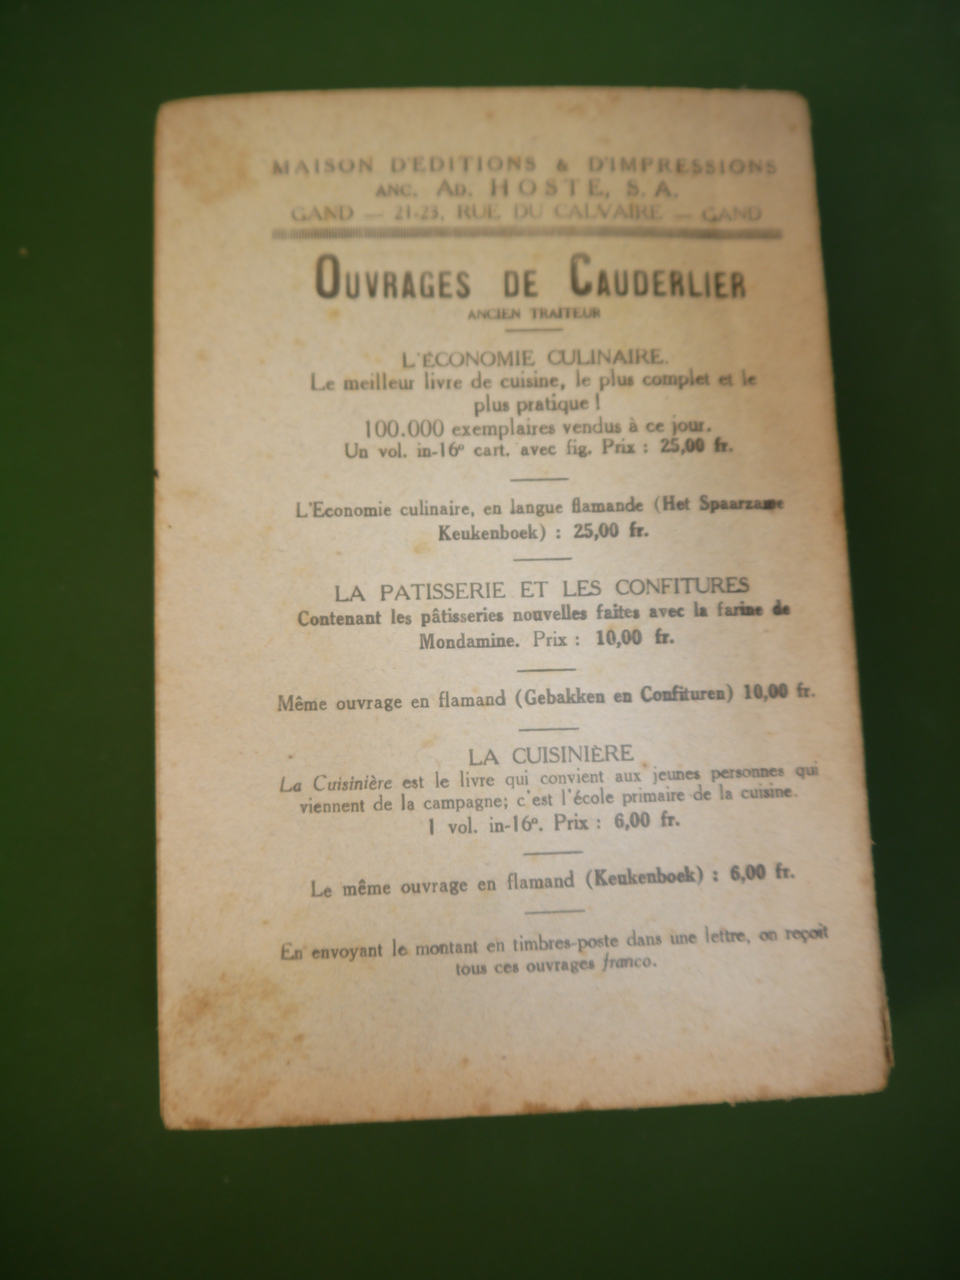 MAISON D'EDITIONS & D'IMPRESSIONS
ANC. AD. HOSTE, S. A.
GAND — 21-23, RUE DU CALVAIRE — GAND
OUVRAGES DE CAUDERLIER
ANCIEN TRAITEUR
L'ÉCONOMIE CULINAIRE.
Le meilleur livre de cuisine, le plus complet et le
plus pratique !
100.000 exemplaires vendus à ce jour.
Un vol. in-16º cart. avec fig. Prix : 25,00 fr.
L'Economie culinaire, en langue flamande (Het Spaarzame
Keukenboek) : 25,00 fr.
LA PATISSERIE ET LES CONFITURES
Contenant les pâtisseries nouvelles faites avec la farine de
Mondamine. Prix : 10,00 fr.
Même ouvrage en flamand (Gebakken en Confituren) 10,00 fr.
LA CUISINIÈRE
La Cuisinière est le livre qui convient aux jeunes personnes qui
viennent de la campagne; c'est l'école primaire de la cuisine.
1 vol. in-16º. Prix : 6,00 fr.
Le même ouvrage en flamand (Keukenboek) : 6,00 fr.
En envoyant le montant en timbres-poste dans une lettre, on reçoit
tous ces ouvrages franco.